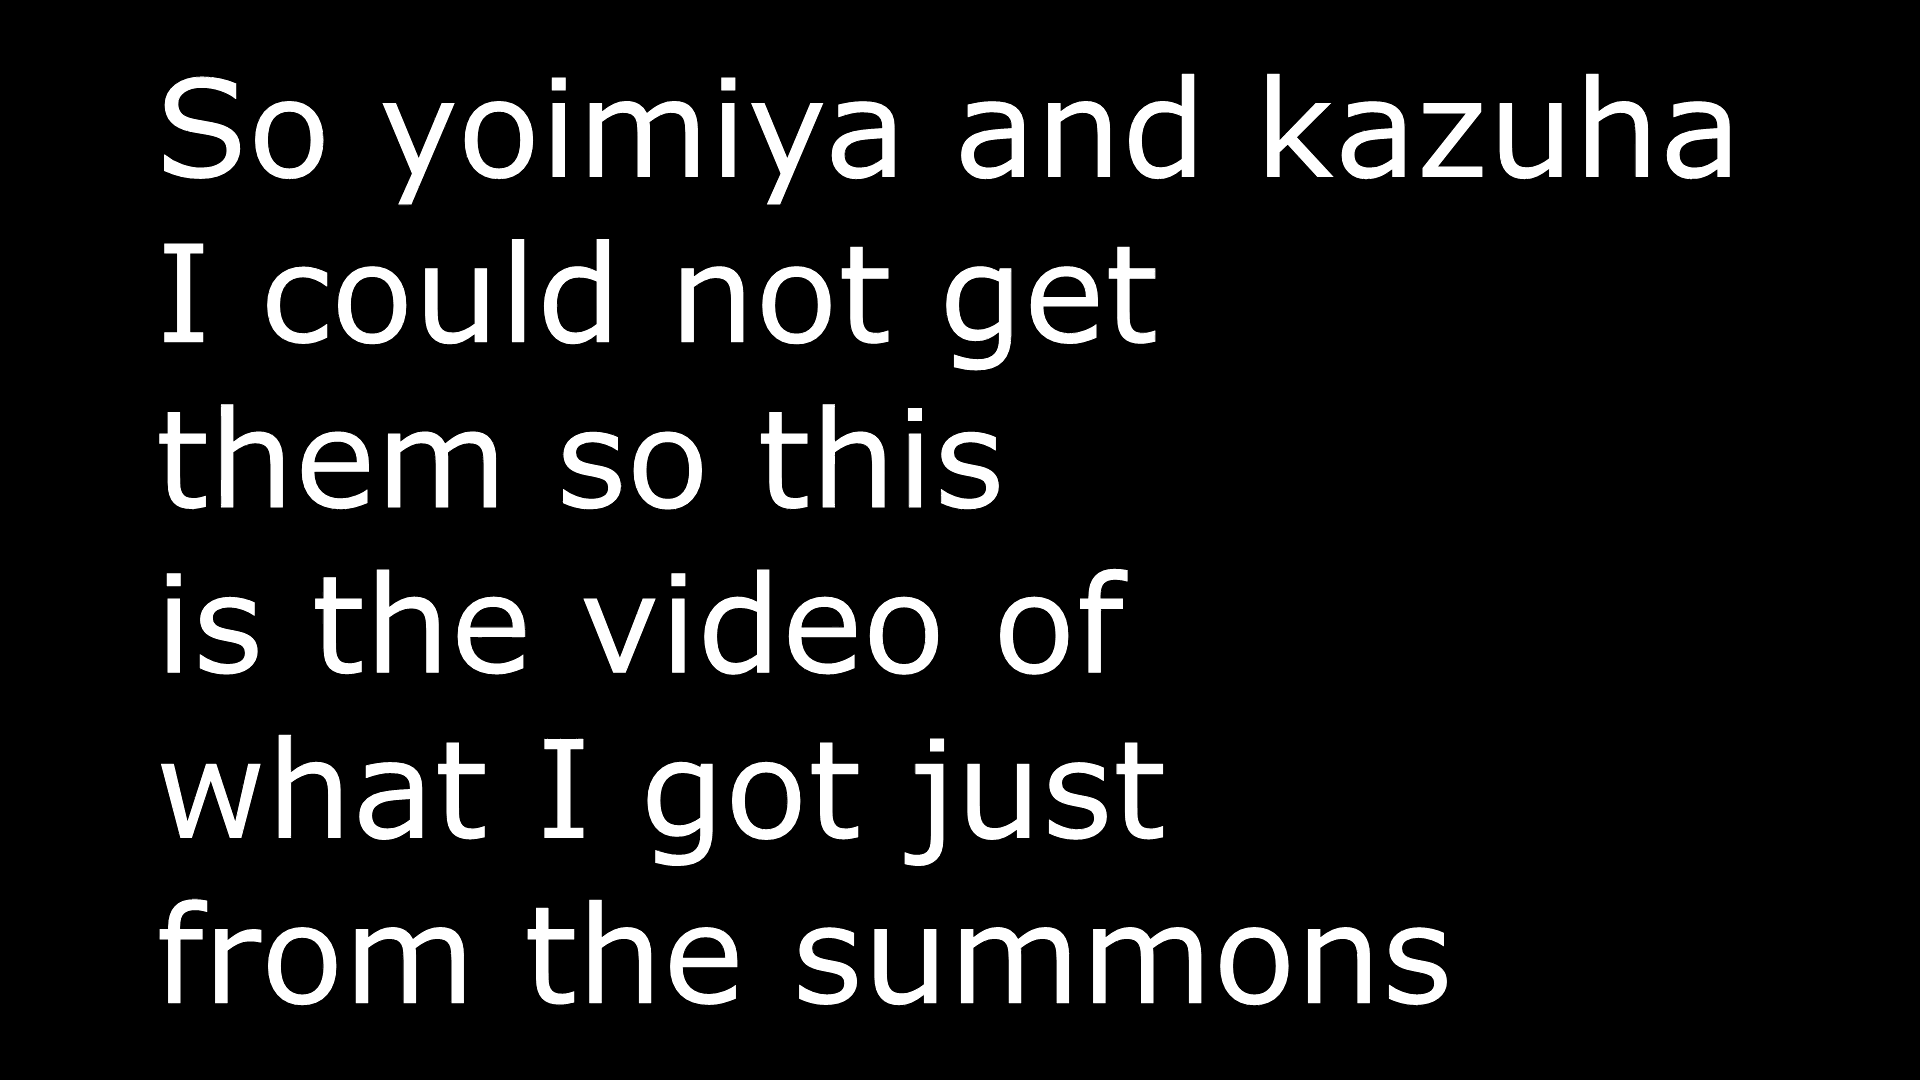 So yoimiya and kazuha
I could not get
them so this
is the video of
what I got just
from the summons